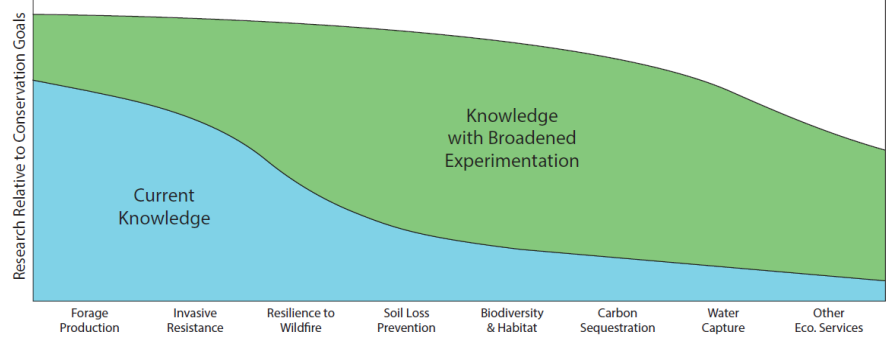 Research Relative to Conservation Goals
Knowledge
with Broadened
Experimentation
Current
Knowledge
Forage
Production
Invasive
Resistance
Resilience to
Wildfire
Soil Loss
Prevention
Biodiversity
& Habitat
Carbon
Sequestration
Water
Capture
Other
Eco. Services